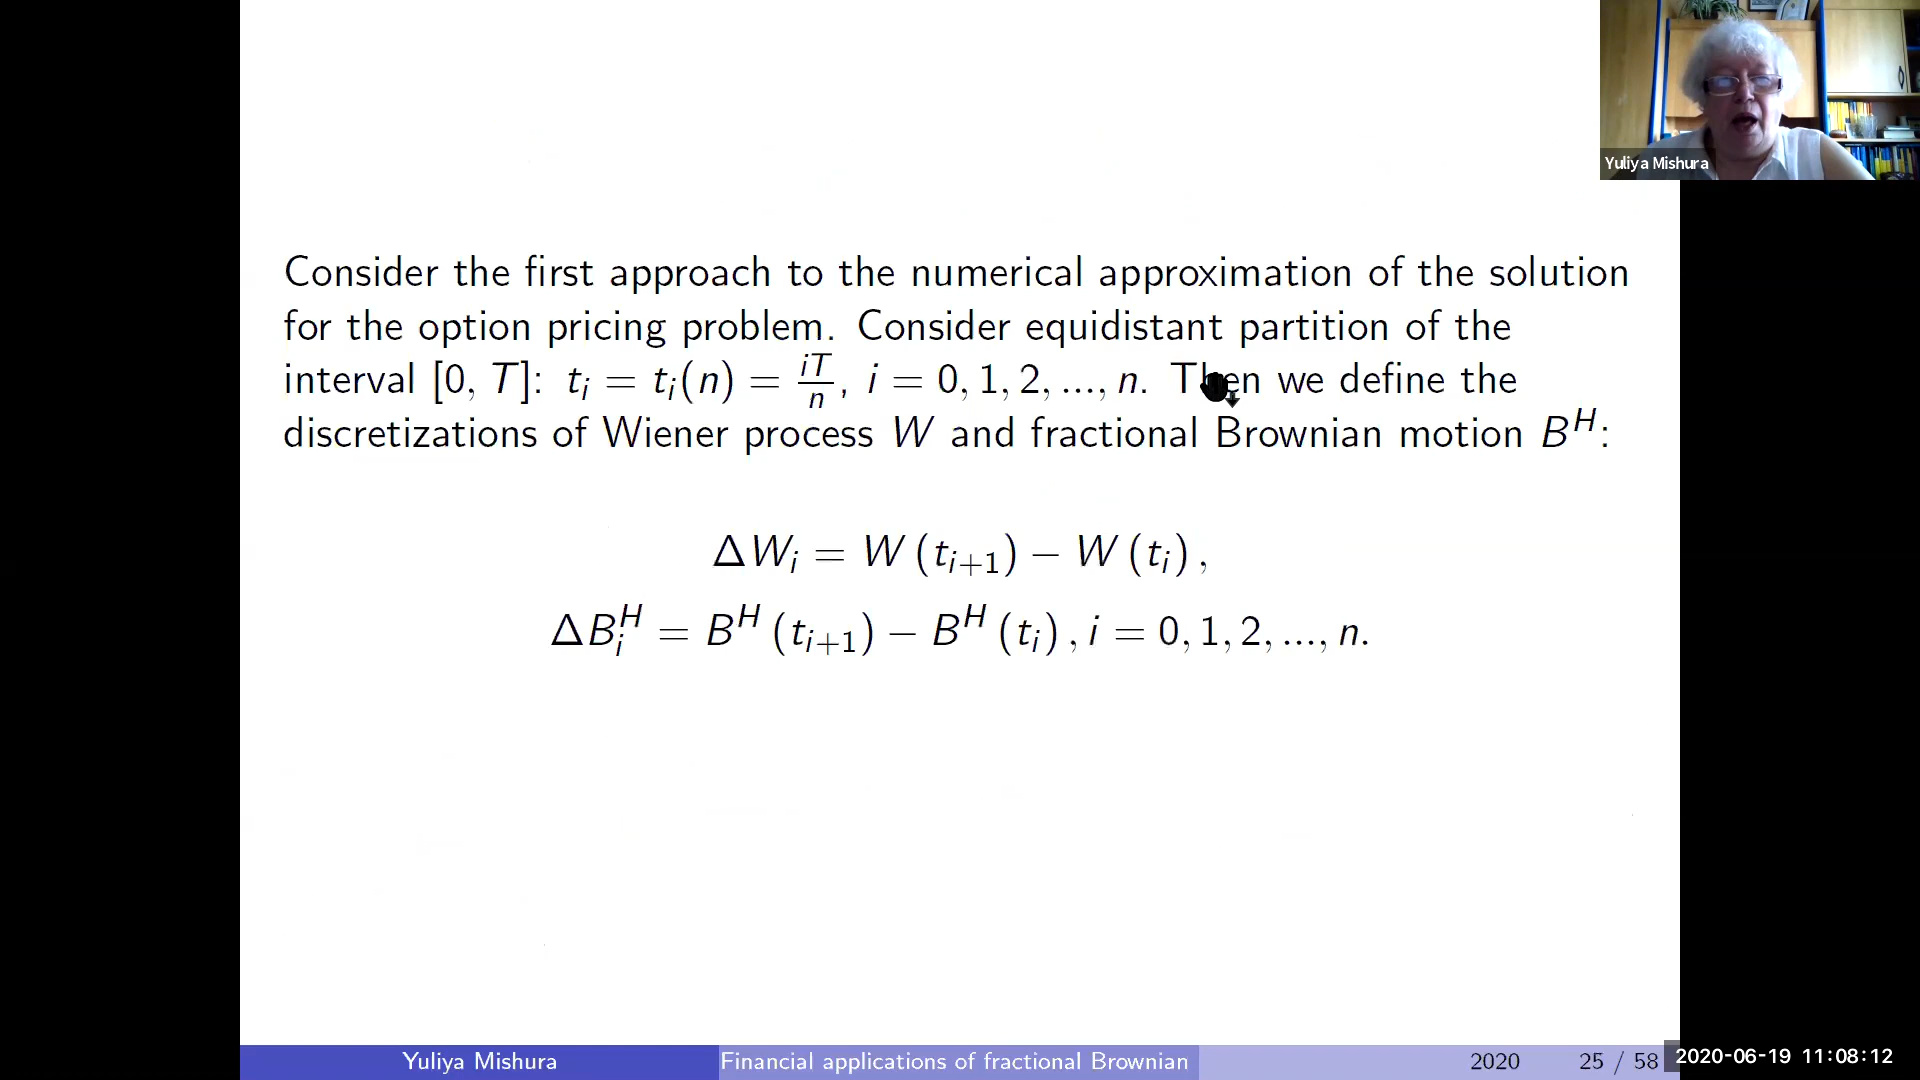 Yuliya Mishura
Consider the first approach to the numerical approximation of the solution
for the option pricing problem. Consider equidistant partition of the
interval [0, T]: t_i = t_i(n) = \frac{iT}{n}, i = 0, 1, 2, ..., n. Then we define the
discretizations of Wiener process W and fractional Brownian motion B^H:
ΔW_i = W (t_{i+1}) − W (t_i) ,
ΔB_i^H = B^H (t_{i+1}) − B^H (t_i) , i = 0, 1, 2, ..., n.
Yuliya Mishura Financial applications of fractional Brownian 2020 25 / 58
2020-06-19 11:08:12